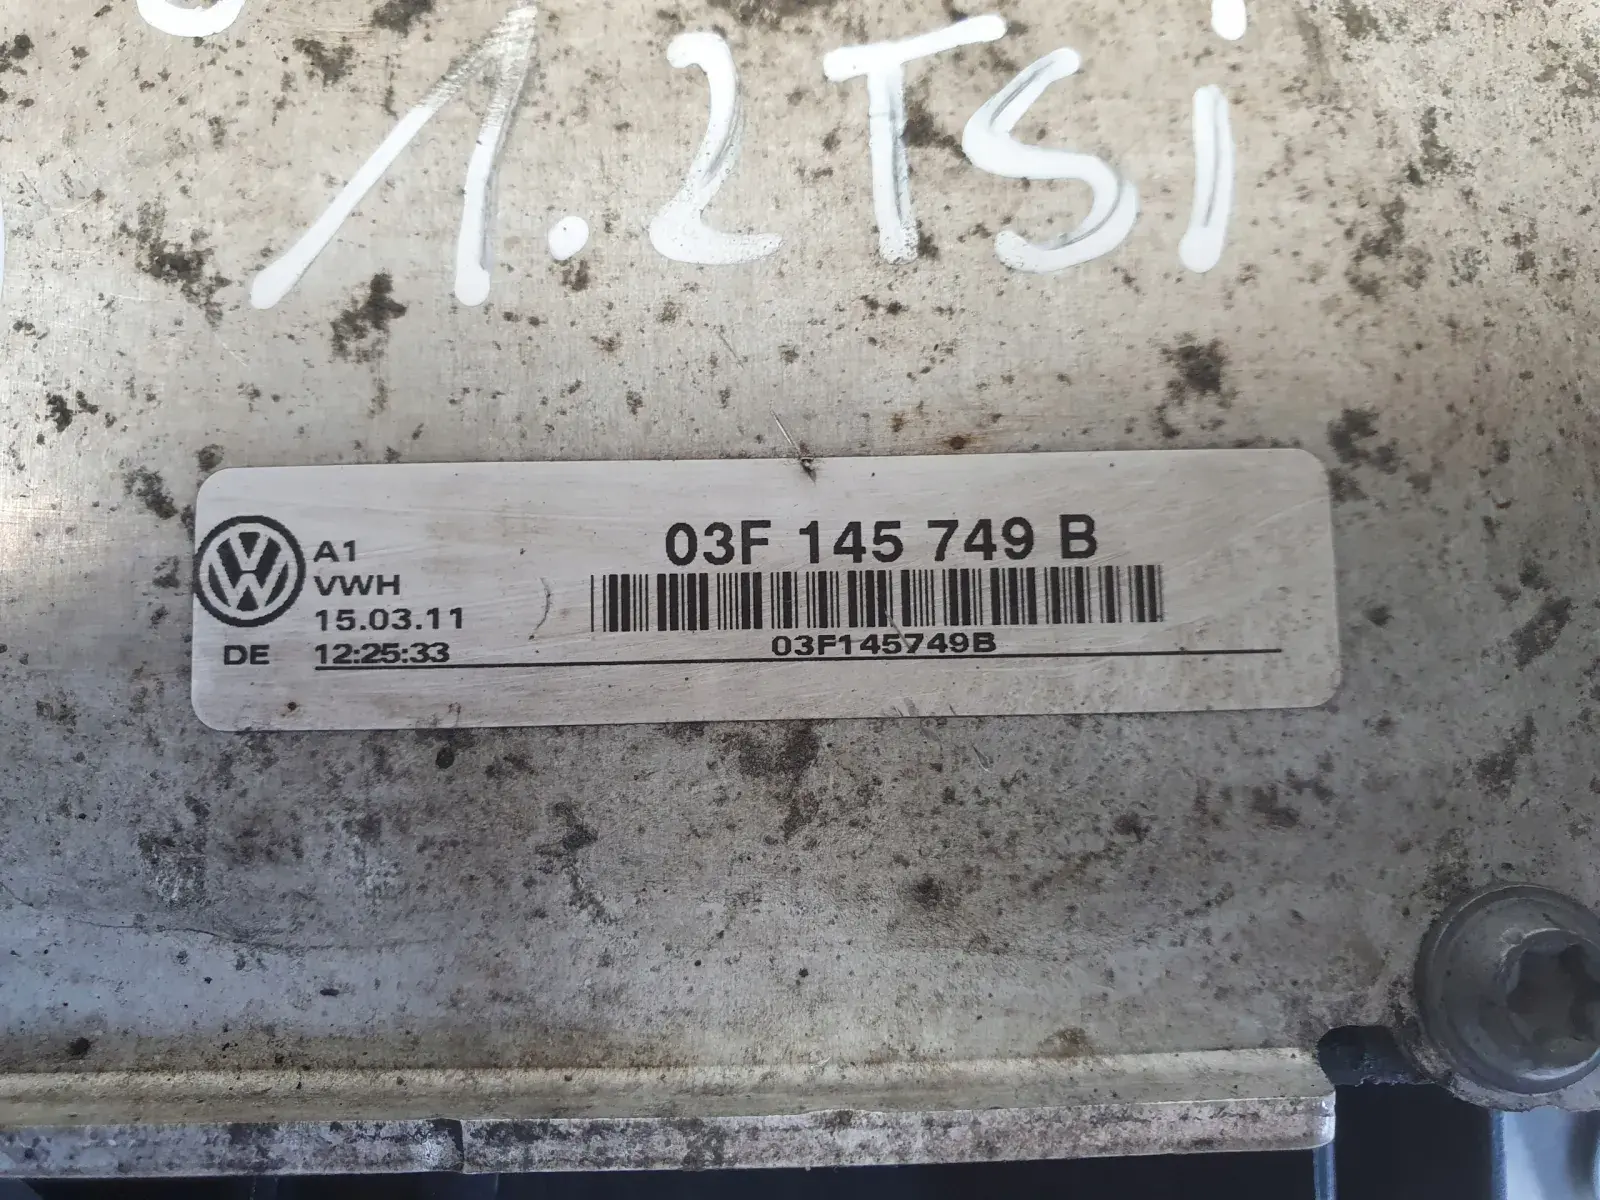 1.2TSi
A1
VWH
15.03.11
DE 12:25:33
03F 145 749 B
03F145749B